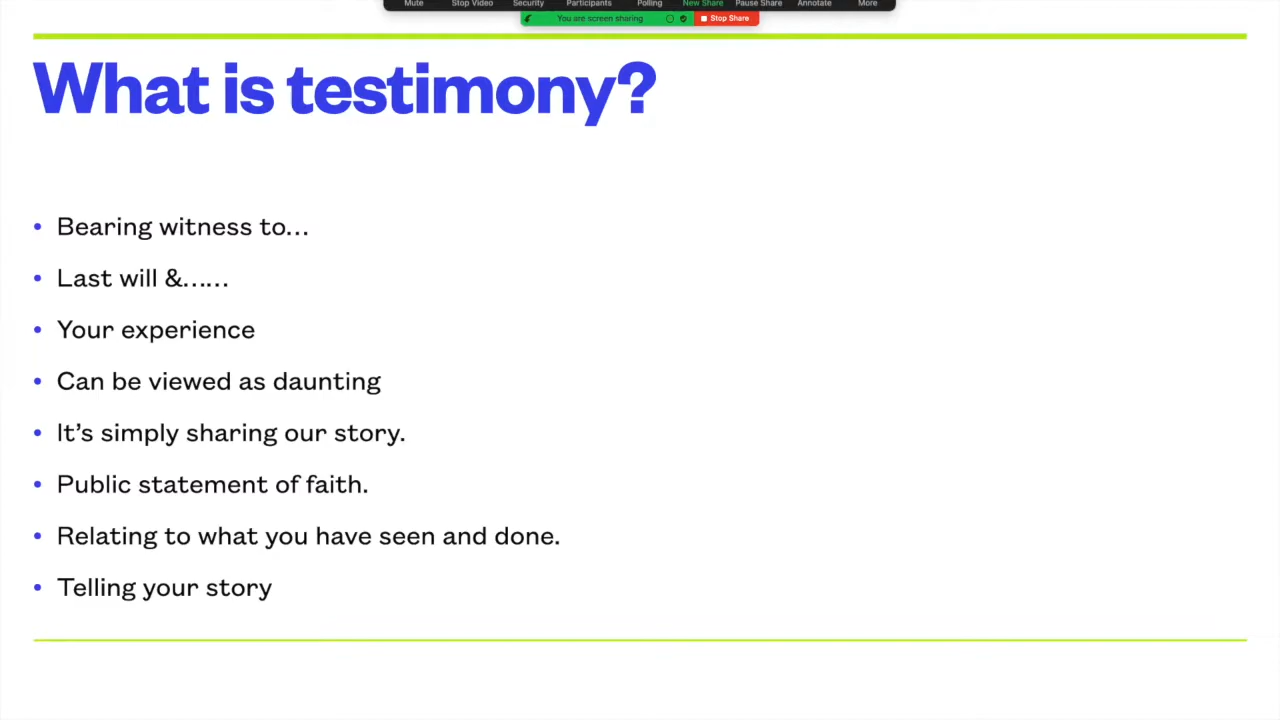 Mute Stop Video Security Participants Polling New Share Pause Share Annotate More
You are screen sharing Stop Share
What is testimony?
• Bearing witness to...
• Last will &......
• Your experience
• Can be viewed as daunting
• It’s simply sharing our story.
• Public statement of faith.
• Relating to what you have seen and done.
• Telling your story